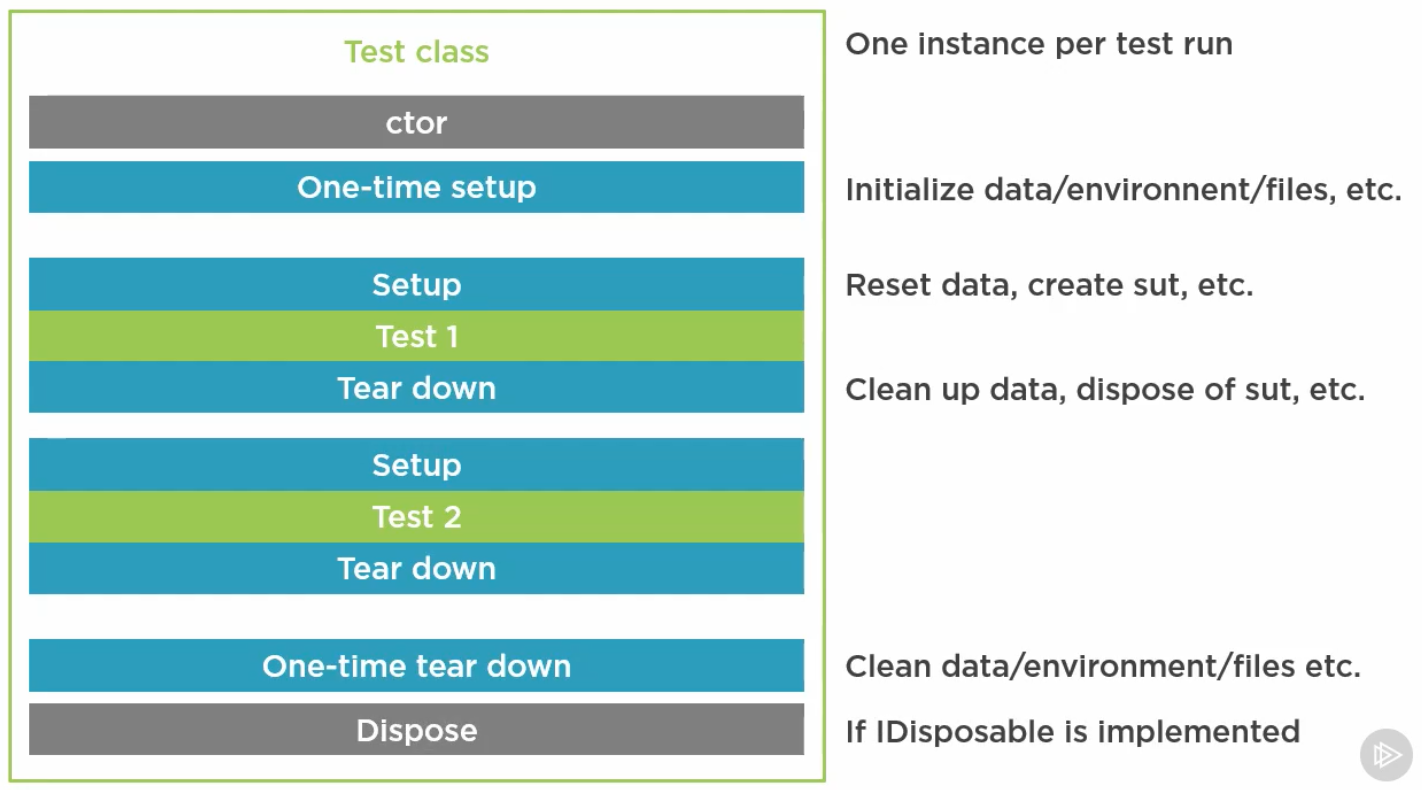 Test class
One instance per test run
ctor
One-time setup
Initialize data/environnent/files, etc.
Setup
Reset data, create sut, etc.
Test 1
Tear down
Clean up data, dispose of sut, etc.
Setup
Test 2
Tear down
One-time tear down
Clean data/environment/files etc.
Dispose
If IDisposable is implemented